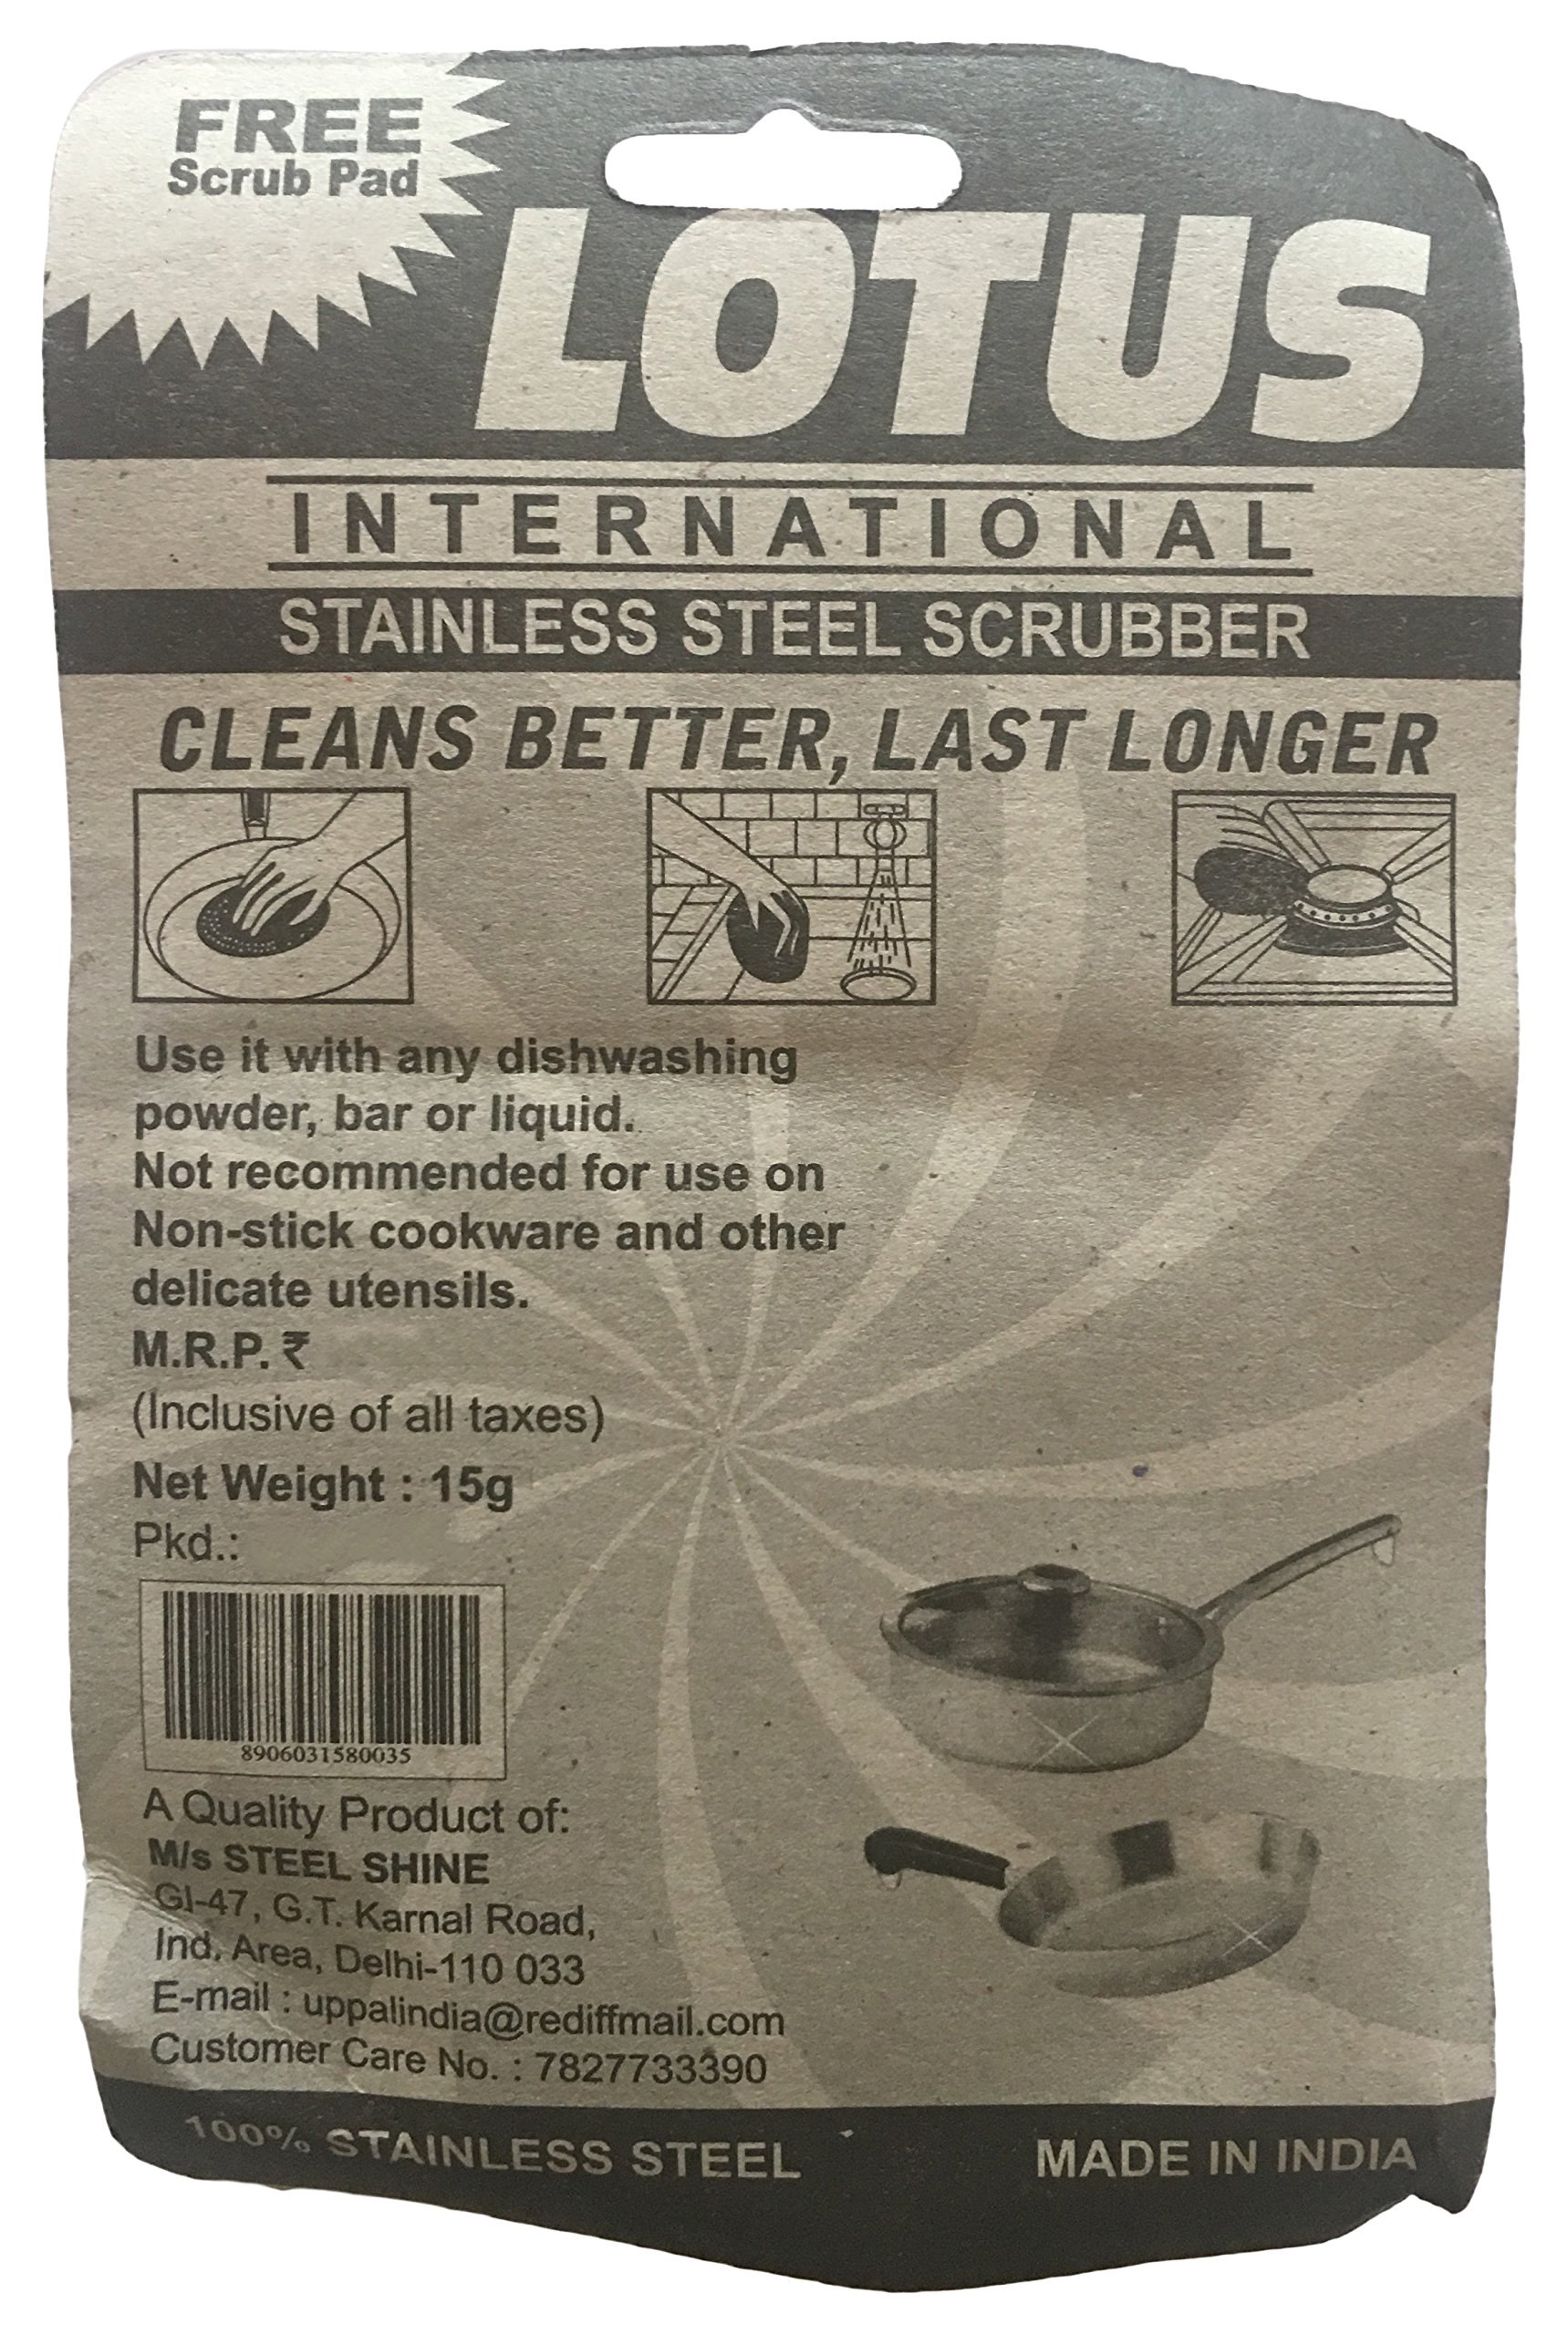 FREE
Scrub Pad
LOTUS
INTERNATIONAL
STAINLESS STEEL SCRUBBER
CLEANS BETTER, LAST LONGER
Use it with any dishwashing
powder, bar or liquid.
Not recommended for use on
Non-stick cookware and other
delicate utensils.
M.R.P. ₹
(Inclusive of all taxes)
Net Weight : 15g
Pkd.:
8906031580035
A Quality Product of:
M/s STEEL SHINE
GI-47, G.T. Karnal Road,
Ind. Area, Delhi-110 033
E-mail : uppalindia@rediffmail.com
Customer Care No. : 7827733390
100% STAINLESS STEEL MADE IN INDIA